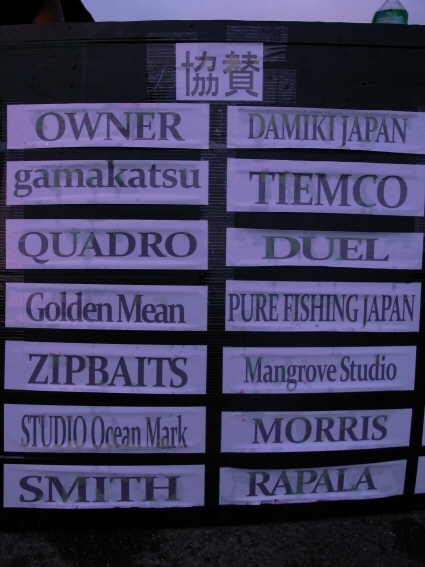 協賛
OWNER
DAMIKI JAPAN
gamakatsu
TIEMCO
QUADRO
DUEL
Golden Mean
PURE FISHING JAPAN
ZIPBAITS
Mangrove Studio
STUDIO Ocean Mark
MORRIS
SMITH
RAPALA